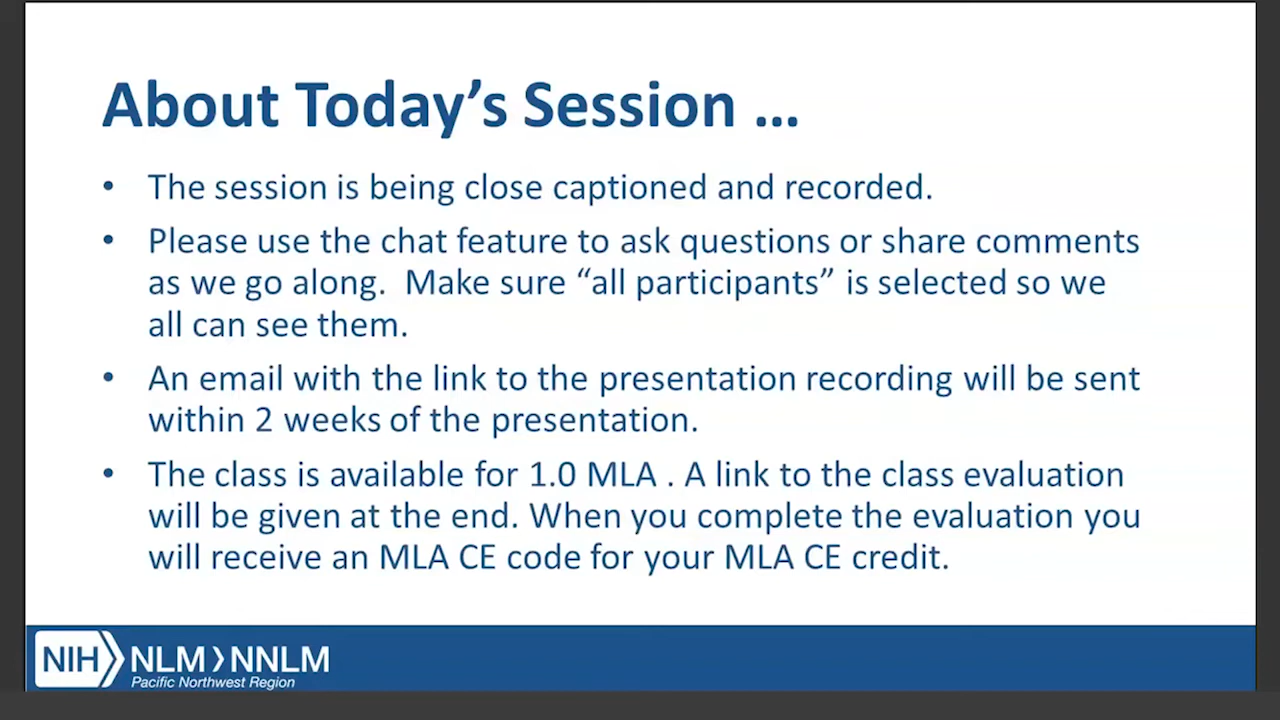 About Today’s Session …
• The session is being close captioned and recorded.
• Please use the chat feature to ask questions or share comments
as we go along.  Make sure “all participants” is selected so we
all can see them.
• An email with the link to the presentation recording will be sent
within 2 weeks of the presentation.
• The class is available for 1.0 MLA . A link to the class evaluation
will be given at the end. When you complete the evaluation you
will receive an MLA CE code for your MLA CE credit.
NIH NLM NNLM
Pacific Northwest Region